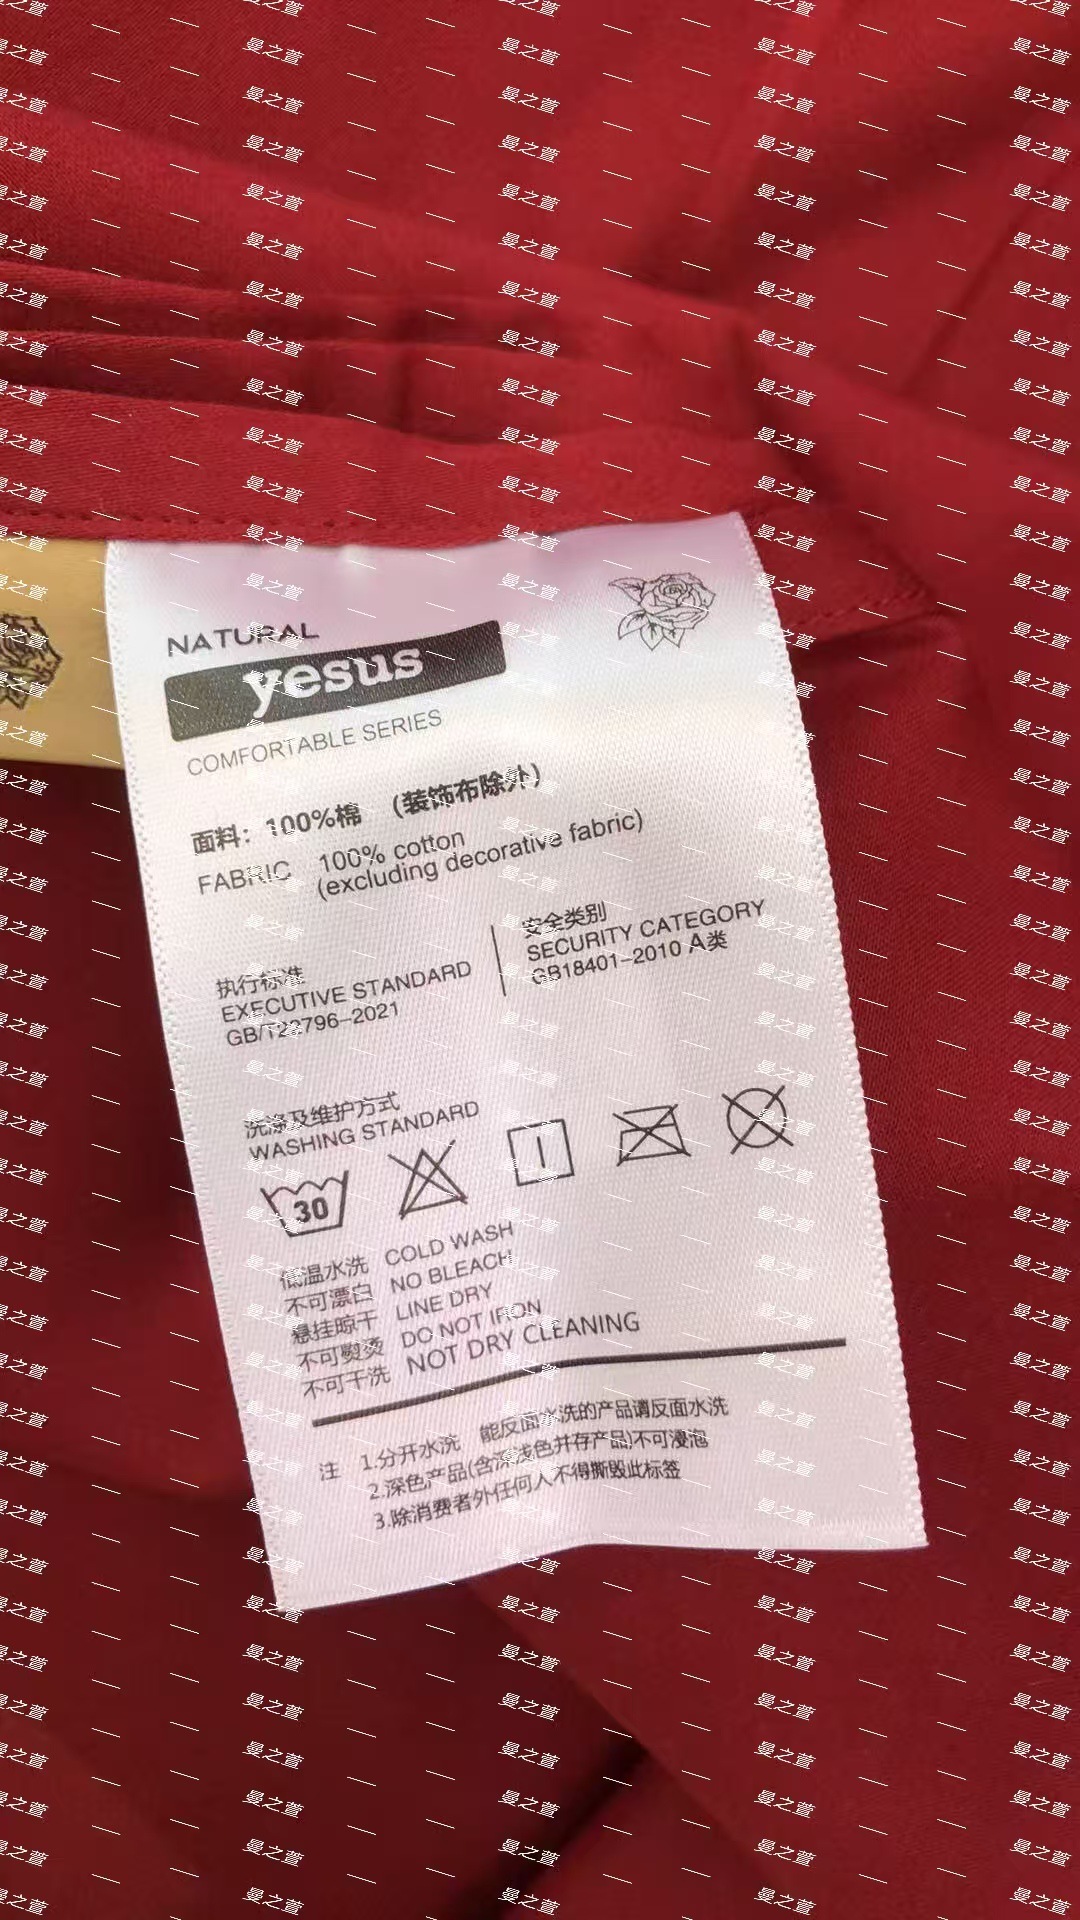 NATURAL
yesus
COMFORTABLE SERIES
面料：100%棉 （装饰布除外）
FABRIC 100% cotton
(excluding decorative fabric)
安全类别
SECURITY CATEGORY
GB18401-2010 A类
执行标准
EXECUTIVE STANDARD
GB/T22796-2021
洗涤及维护方式
WASHING STANDARD
30
低温水洗 COLD WASH
不可漂白 NO BLEACH
悬挂晾干 LINE DRY
不可熨烫 DO NOT IRON
不可干洗 NOT DRY CLEANING
注 1.分开水洗 能反面水洗的产品请反面水洗
2.深色产品(含深浅色并存产品)不可浸泡
3.除消费者外任何人不得撕毁此标签
曼之萱